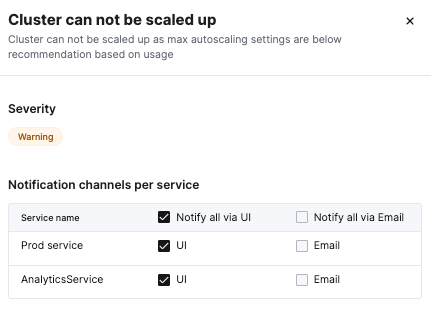 Cluster can not be scaled up
Cluster can not be scaled up as max autoscaling settings are below
recommendation based on usage
Severity
Warning
Notification channels per service
Service name Notify all via UI Notify all via Email
Prod service UI Email
AnalyticsService UI Email